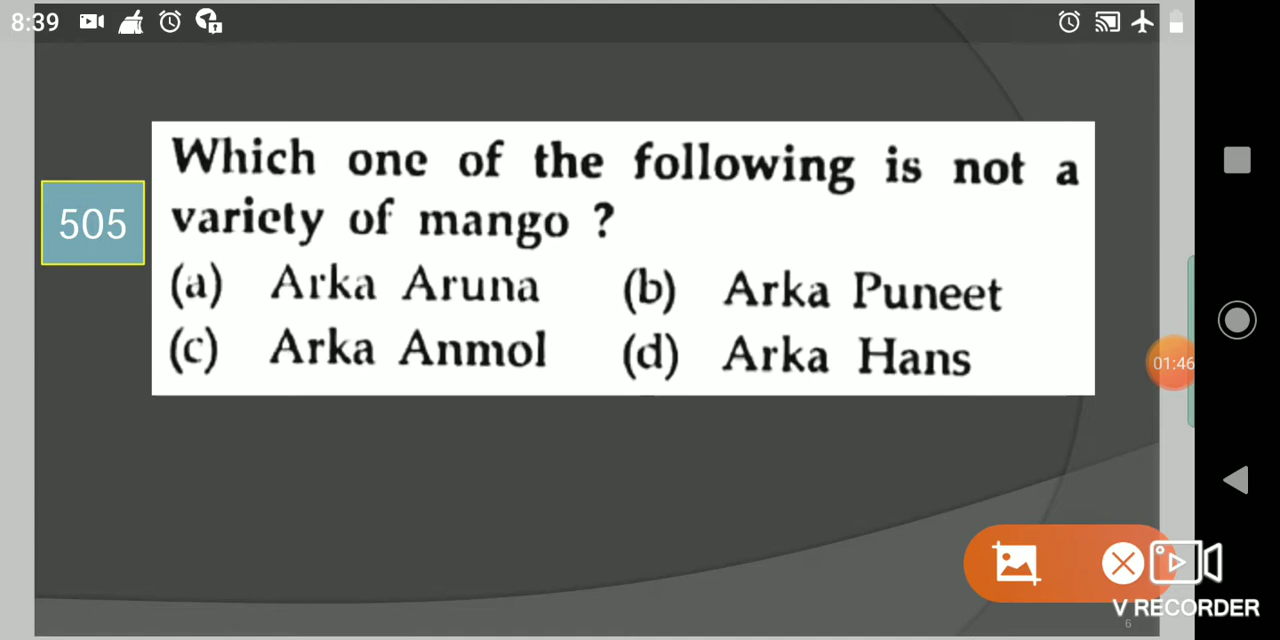 8:39
Which one of the following is not a
505
variety of mango ?
(a) Arka Aruna (b) Arka Puneet
(c) Arka Anmol (d) Arka Hans
01:46
V RECORDER
6